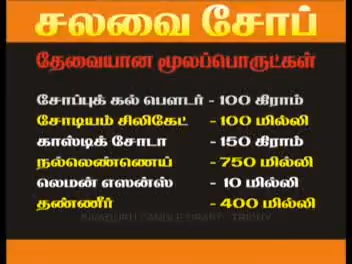 சலவை சோப்
தேவையான மூலப்பொருட்கள்
சோப்புக் கல் பௌடர் - 100 கிராம்
சோடியம் சிலிகேட் - 100 மில்லி
காஸ்டிக் சோடா - 150 கிராம்
நல்லெண்ணெய் - 750 மில்லி
லெமன் எஸன்ஸ் - 10 மில்லி
தண்ணீர் - 400 மில்லி